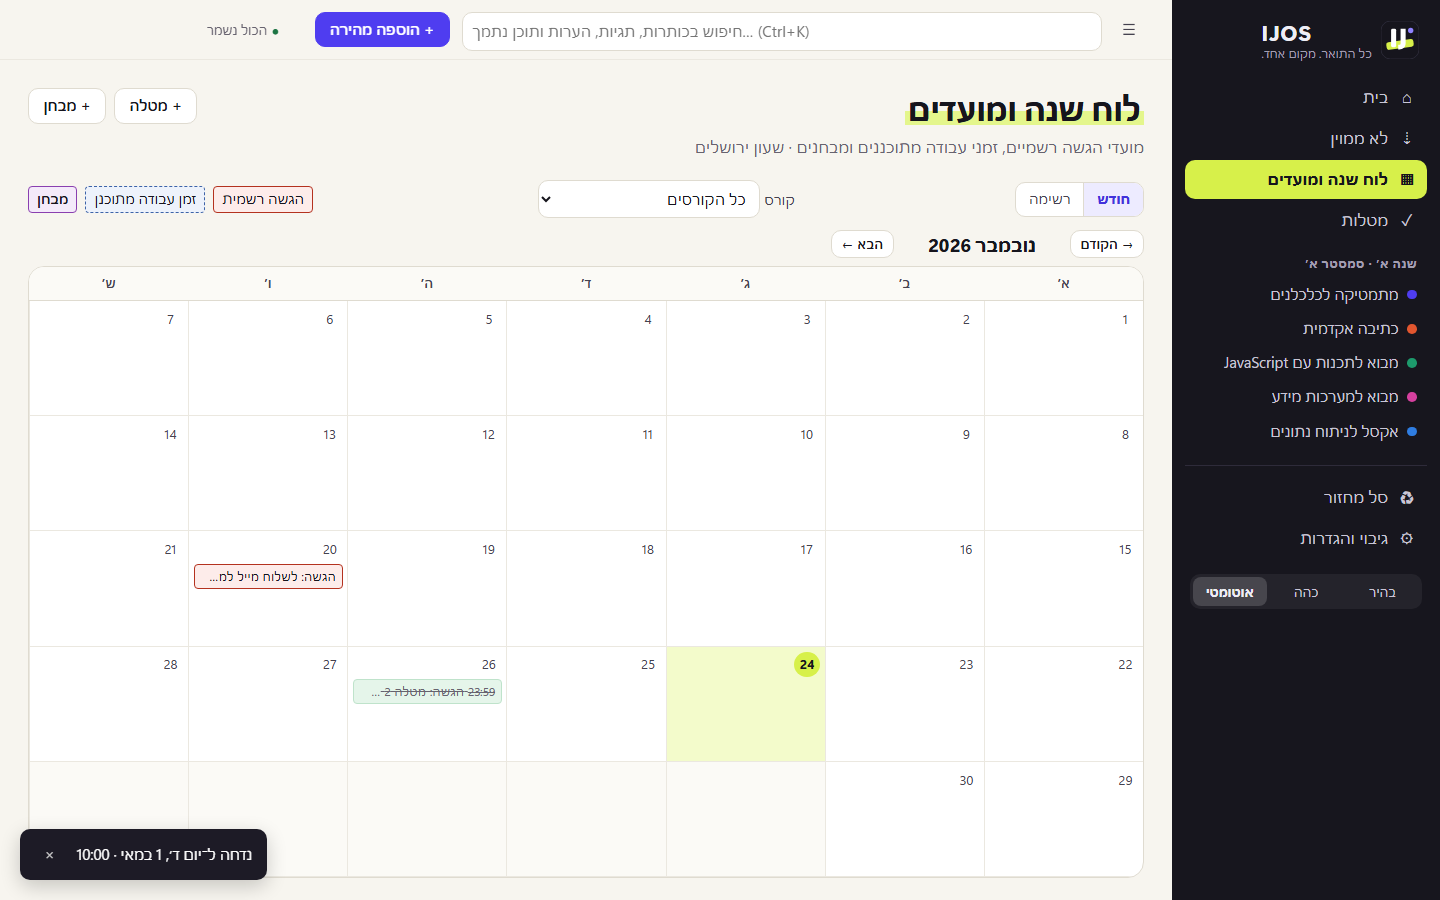 IJOS
כל התואר. מקום אחד.
בית
לא ממוין
לוח שנה ומועדים
מטלות
שנה א׳ · סמסטר א׳
מתמטיקה לכלכלנים
כתיבה אקדמית
מבוא לתכנות עם JavaScript
מבוא למערכות מידע
אקסל לניתוח נתונים
סל מחזור
גיבוי והגדרות
בהיר כהה אוטומטי
חיפוש בכותרות, תגיות, הערות ותוכן נתמך... (Ctrl+K)
+ הוספה מהירה
הכול נשמר
לוח שנה ומועדים
+ מטלה
+ מבחן
מועדי הגשה רשמיים, זמני עבודה מתוכננים ומבחנים · שעון ירושלים
חודש רשימה
קורס כל הקורסים
הגשה רשמית
זמן עבודה מתוכנן
מבחן
→ הקודם
נובמבר 2026
הבא ←
א׳ ב׳ ג׳ ד׳ ה׳ ו׳ ש׳
1 2 3 4 5 6 7
8 9 10 11 12 13 14
15 16 17 18 19 20 21
הגשה: לשלוח מייל למ...
22 23 24 25 26 27 28
23:59 הגשה: מטלה 2 -...
29 30
נדחה ל־יום ד׳, 1 במאי · 10:00 ×